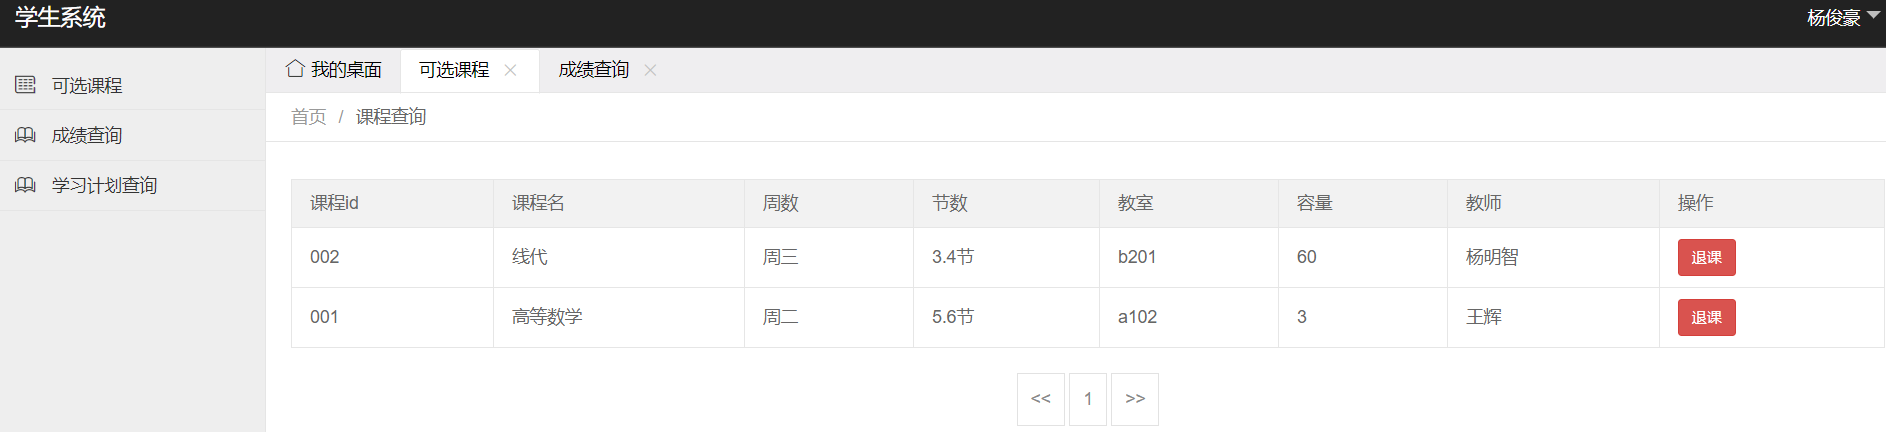 学生系统
杨俊豪
可选课程
成绩查询
学习计划查询
我的桌面 可选课程 成绩查询
首页 / 课程查询
课程id 课程名 周数 节数 教室 容量 教师 操作
002 线代 周三 3.4节 b201 60 杨明智 退课
001 高等数学 周二 5.6节 a102 3 王辉 退课
<< 1 >>